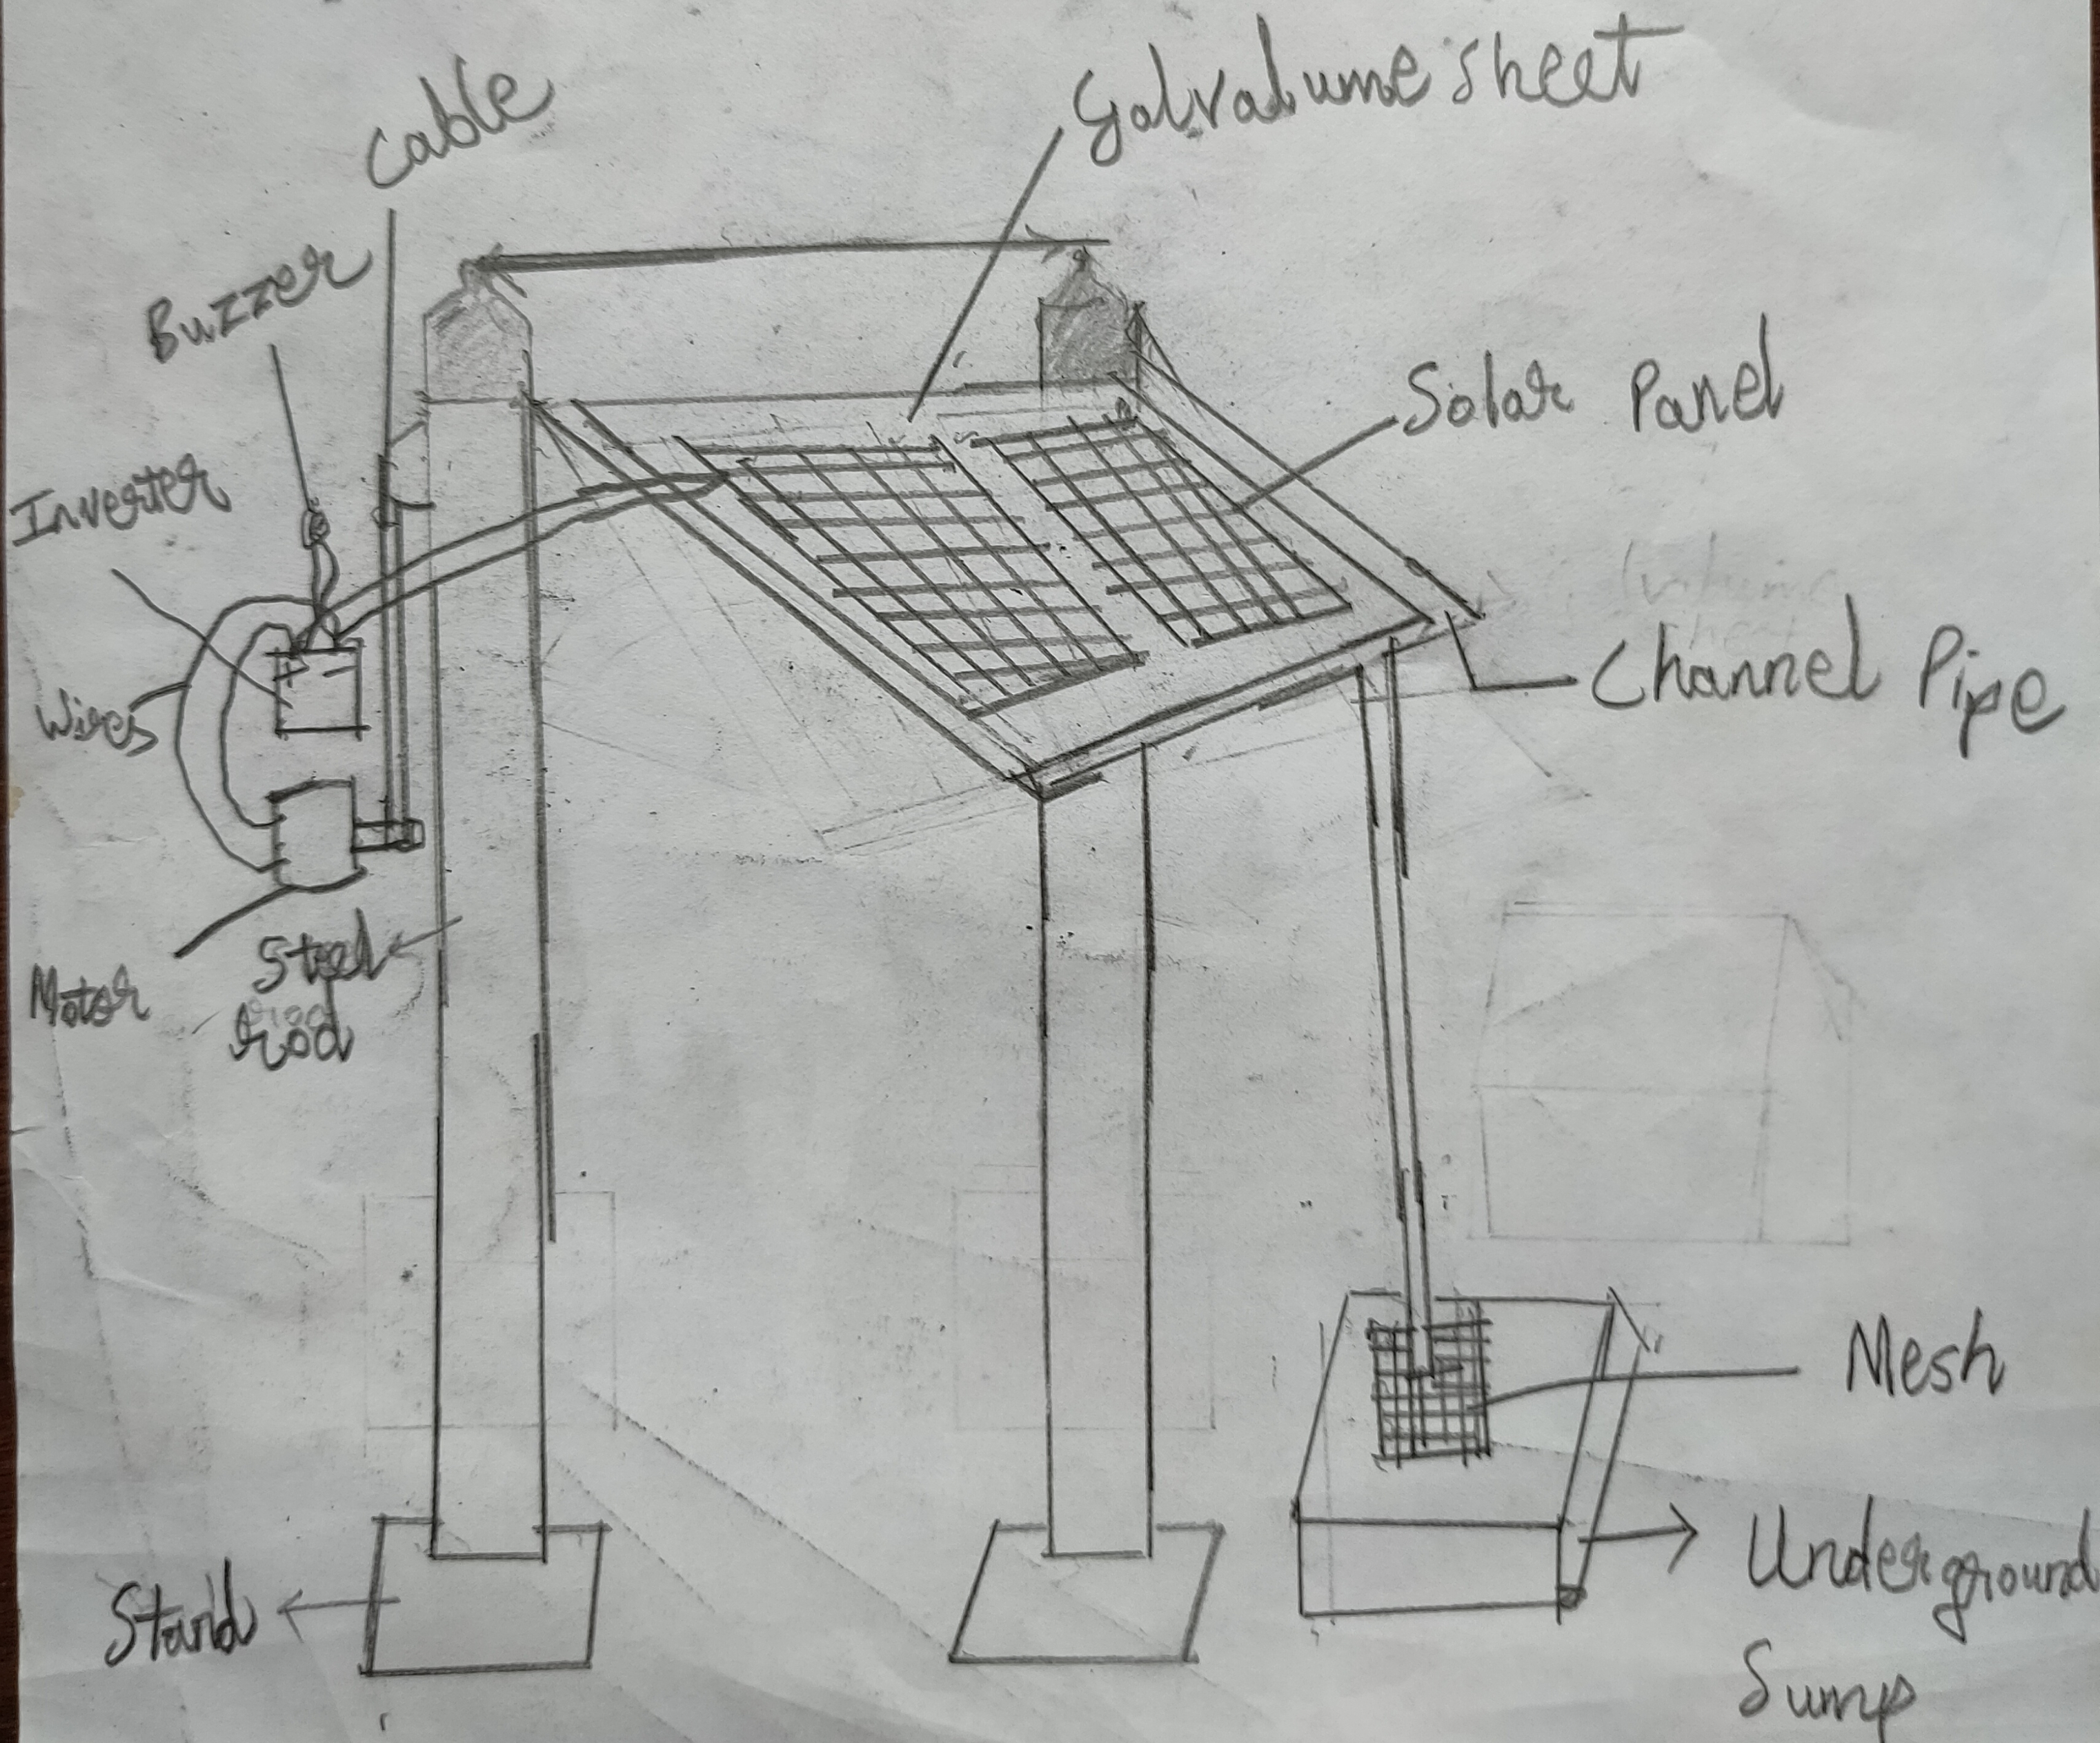 Cable
Galvalume sheet
Buzzer
Solar Panel
Inverter
Channel Pipe
Wires
Steel
rod
Motor
Mesh
Underground
Sump
Stand